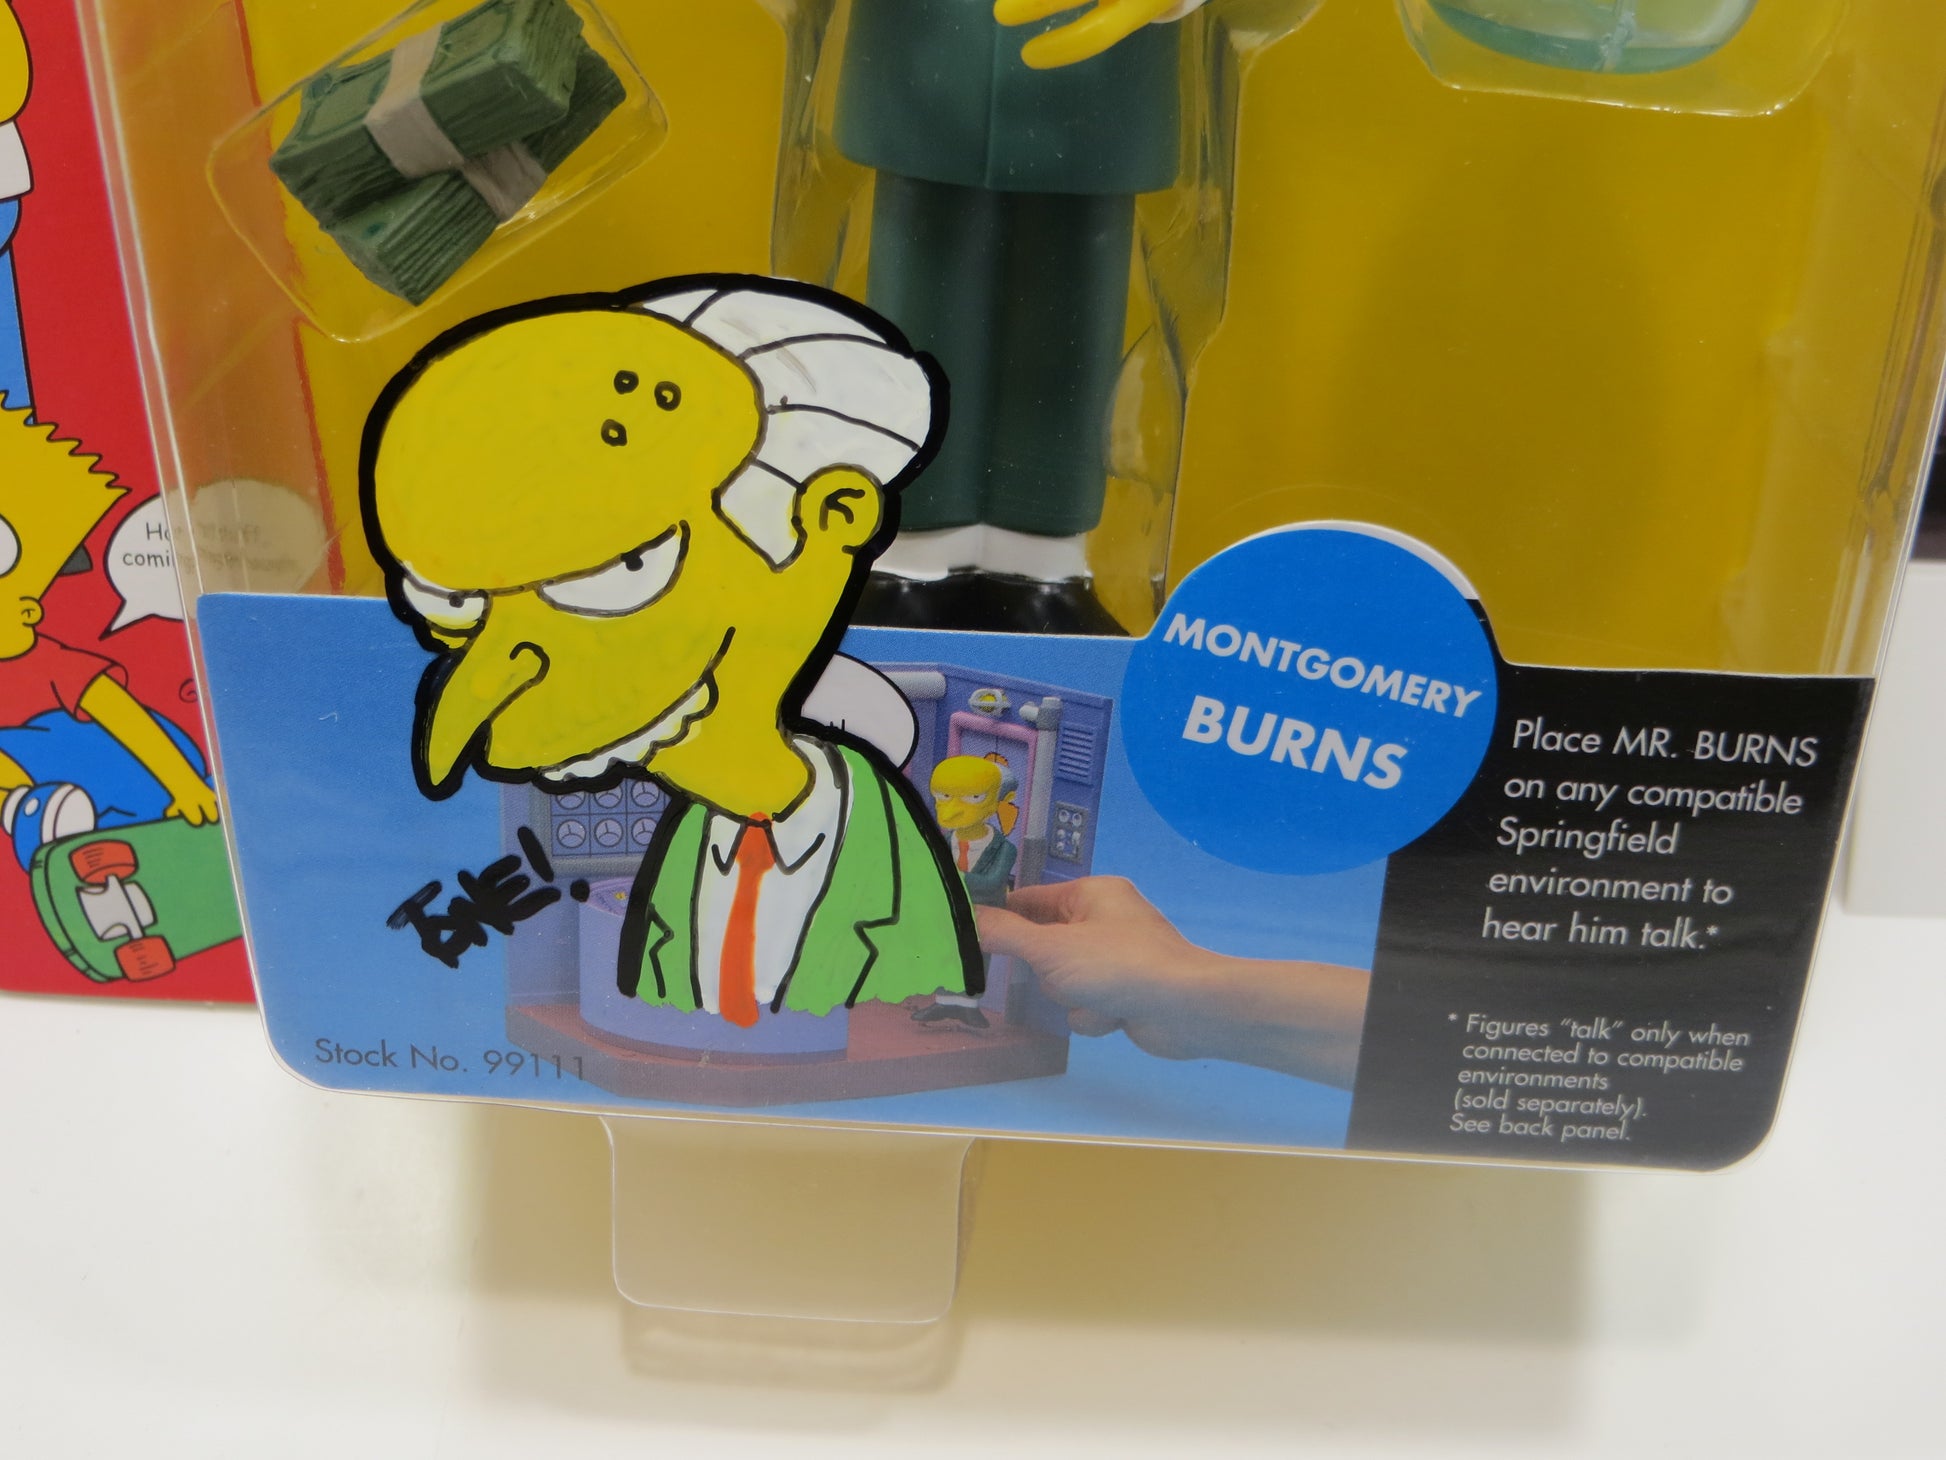 MONTGOMERY
BURNS
Place MR. BURNS
on any compatible
Springfield
environment to
hear him talk.*
* Figures "talk" only when
connected to compatible
environments
(sold separately).
See back panel.
Stock No. 99111